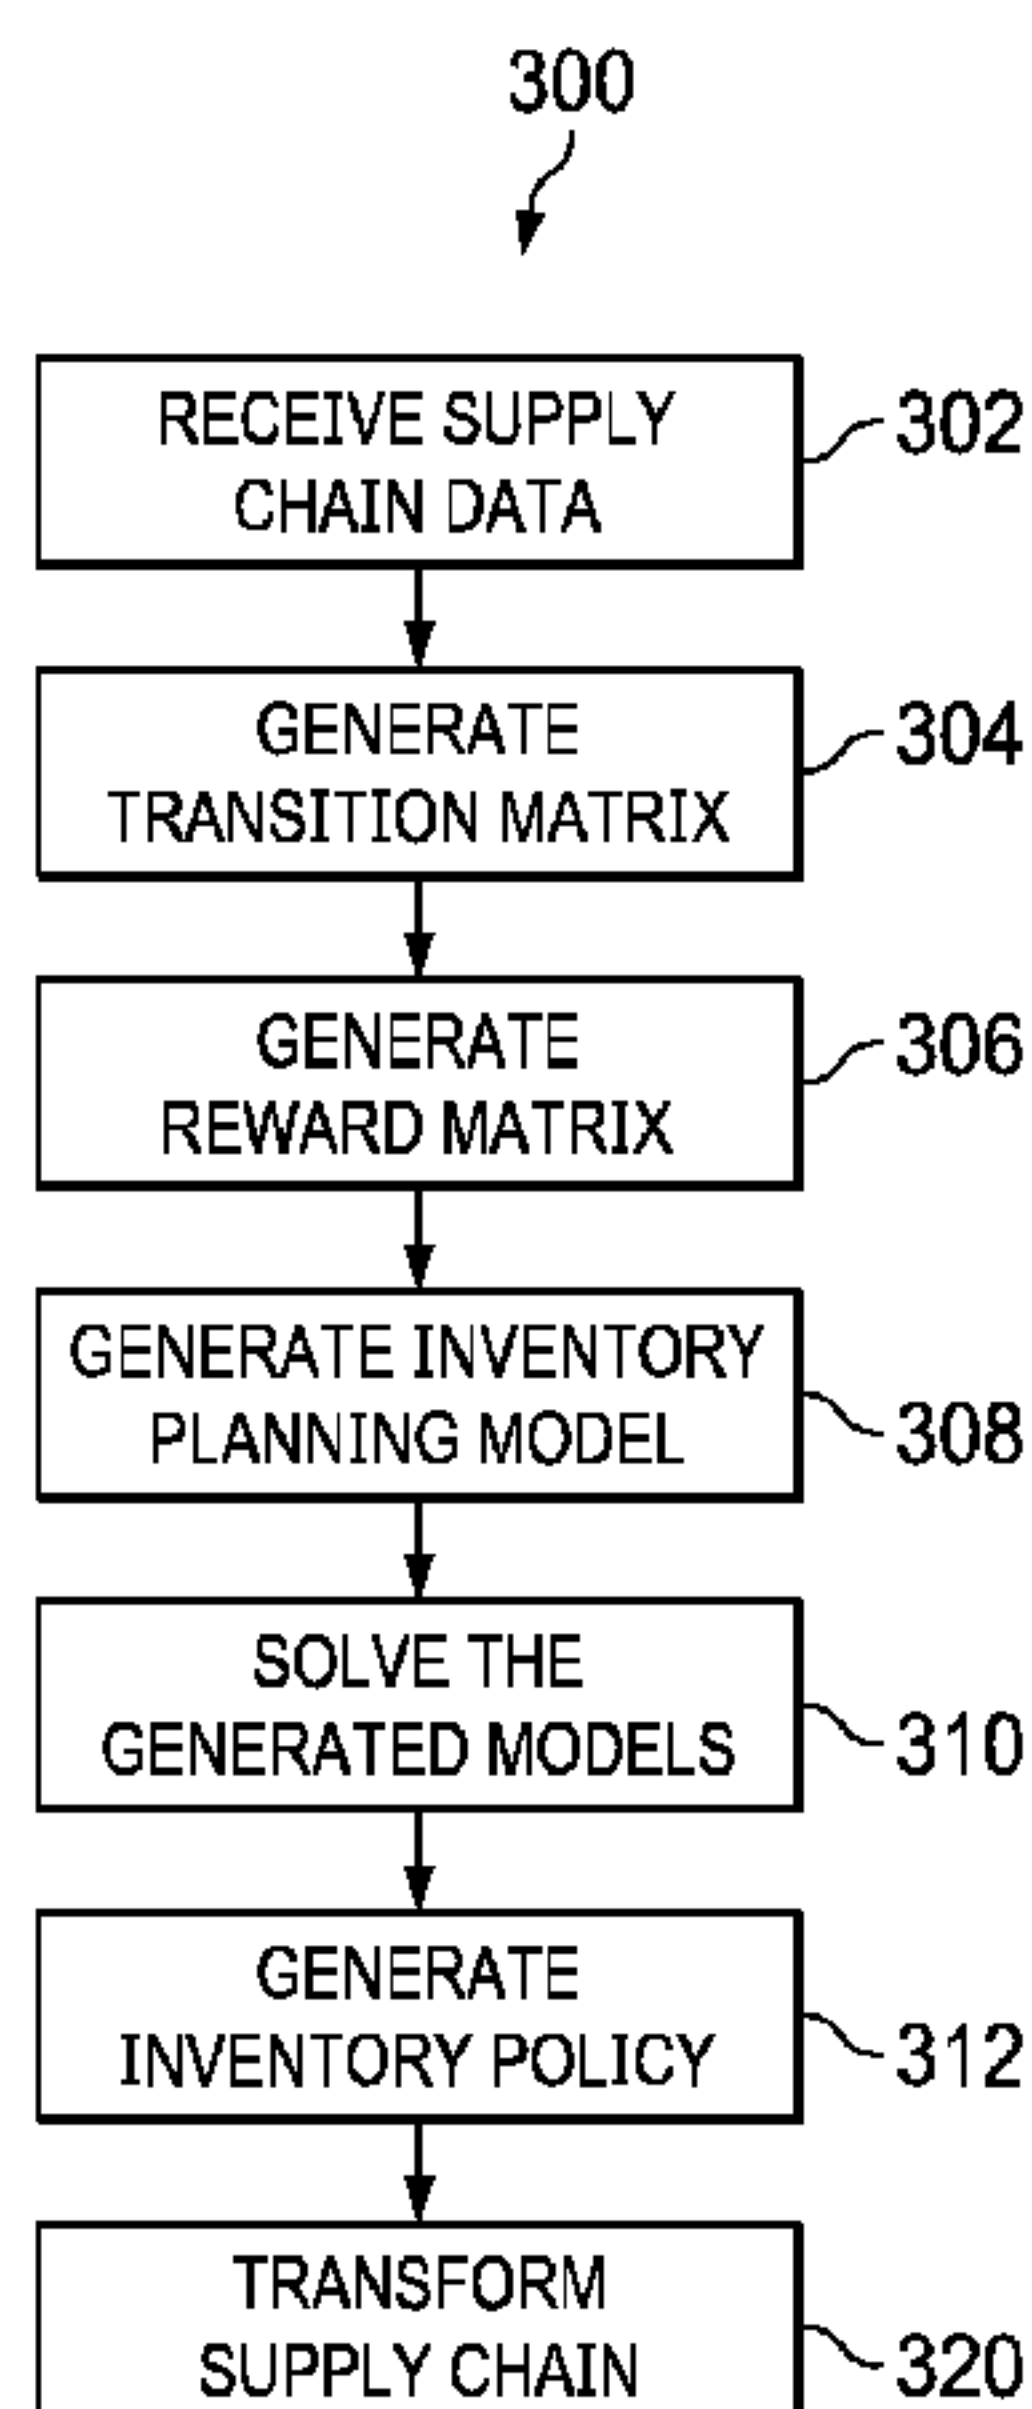 300
RECEIVE SUPPLY
CHAIN DATA
302
GENERATE
TRANSITION MATRIX
304
GENERATE
REWARD MATRIX
306
GENERATE INVENTORY
PLANNING MODEL
308
SOLVE THE
GENERATED MODELS
310
GENERATE
INVENTORY POLICY
312
TRANSFORM
SUPPLY CHAIN
320